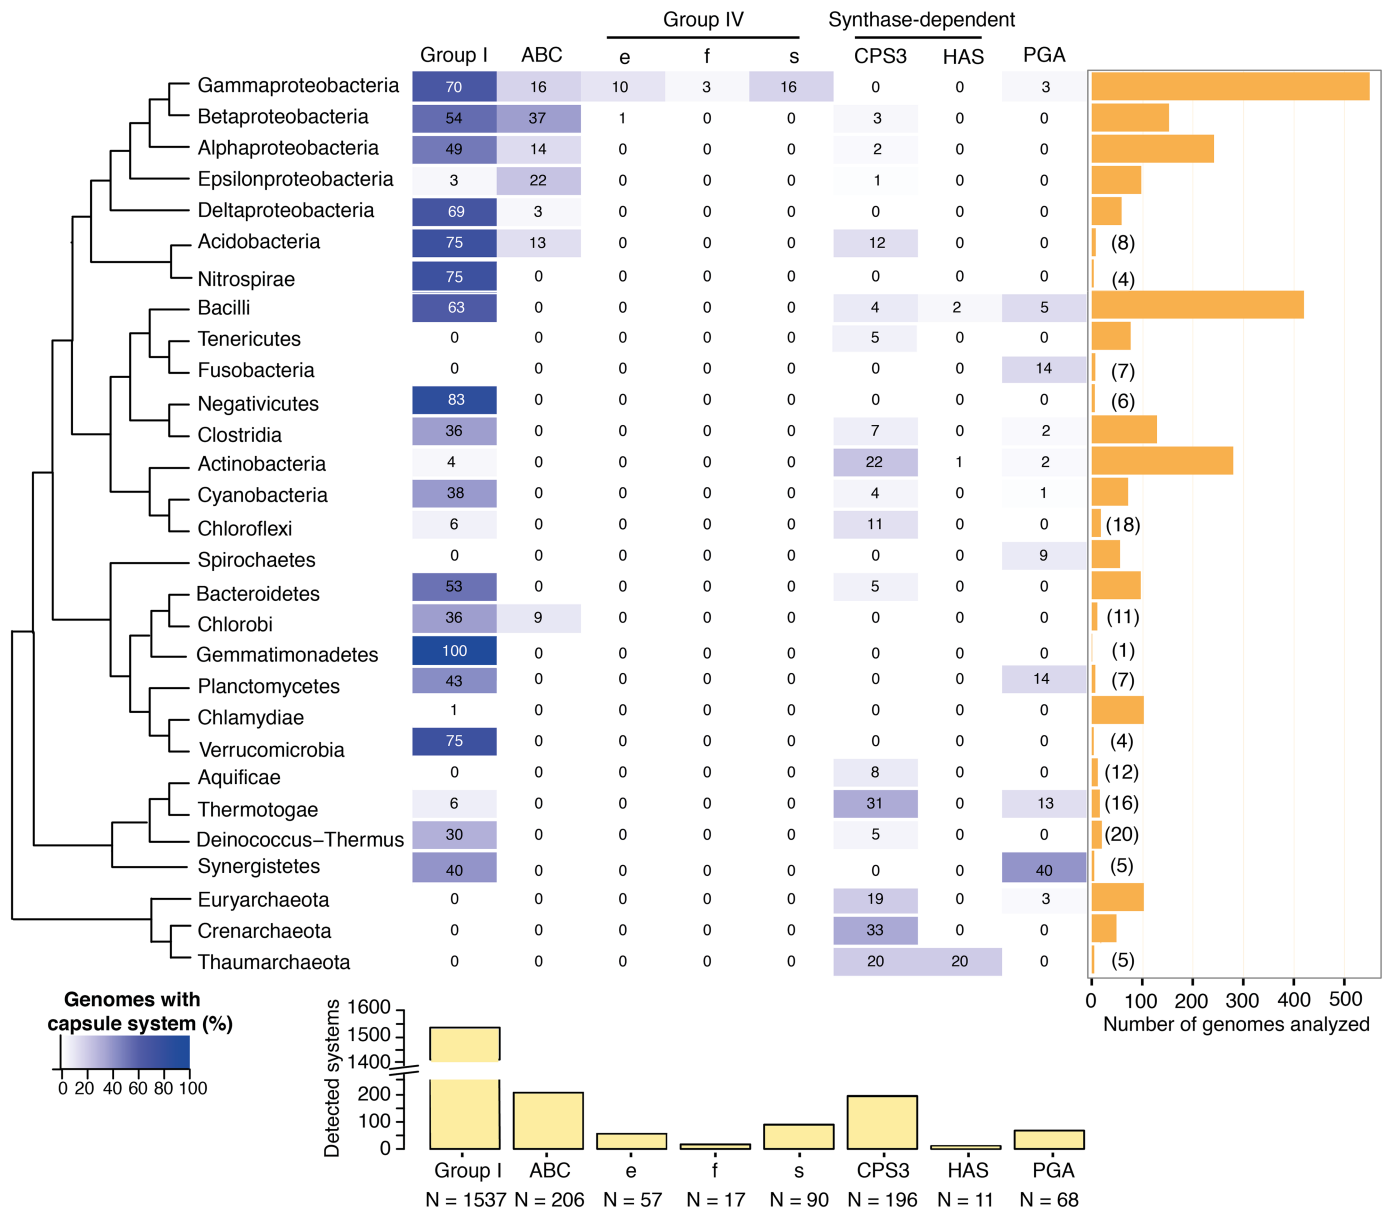 Group IV Synthase-dependent
Group I ABC e f s CPS3 HAS PGA
Gammaproteobacteria 70 16 10 3 16 0 0 3
Betaproteobacteria 54 37 1 0 0 3 0 0
Alphaproteobacteria 49 14 0 0 0 2 0 0
Epsilonproteobacteria 3 22 0 0 0 1 0 0
Deltaproteobacteria 69 3 0 0 0 0 0 0
Acidobacteria 75 13 0 0 0 12 0 0 (8)
Nitrospirae 75 0 0 0 0 0 0 0 (4)
Bacilli 63 0 0 0 0 4 2 5
Tenericutes 0 0 0 0 0 5 0 0
Fusobacteria 0 0 0 0 0 0 0 14 (7)
Negativicutes 83 0 0 0 0 0 0 0 (6)
Clostridia 36 0 0 0 0 7 0 2
Actinobacteria 4 0 0 0 0 22 1 2
Cyanobacteria 38 0 0 0 0 4 0 1
Chloroflexi 6 0 0 0 0 11 0 0 (18)
Spirochaetes 0 0 0 0 0 0 0 9
Bacteroidetes 53 0 0 0 0 5 0 0
Chlorobi 36 9 0 0 0 0 0 0 (11)
Gemmatimonadetes 100 0 0 0 0 0 0 0 (1)
Planctomycetes 43 0 0 0 0 0 0 14 (7)
Chlamydiae 1 0 0 0 0 0 0 0
Verrucomicrobia 75 0 0 0 0 0 0 0 (4)
Aquificae 0 0 0 0 0 8 0 0 (12)
Thermotogae 6 0 0 0 0 31 0 13 (16)
Deinococcus−Thermus 30 0 0 0 0 5 0 0 (20)
Synergistetes 40 0 0 0 0 0 0 40 (5)
Euryarchaeota 0 0 0 0 0 19 0 3
Crenarchaeota 0 0 0 0 0 33 0 0
Thaumarchaeota 0 0 0 0 0 20 20 0 (5)
0 100 200 300 400 500
Number of genomes analyzed
Genomes with
capsule system (%)
0 20 40 60 80 100
Detected systems
1600
1500
1400
200
100
0
Group I ABC e f s CPS3 HAS PGA
N = 1537 N = 206 N = 57 N = 17 N = 90 N = 196 N = 11 N = 68